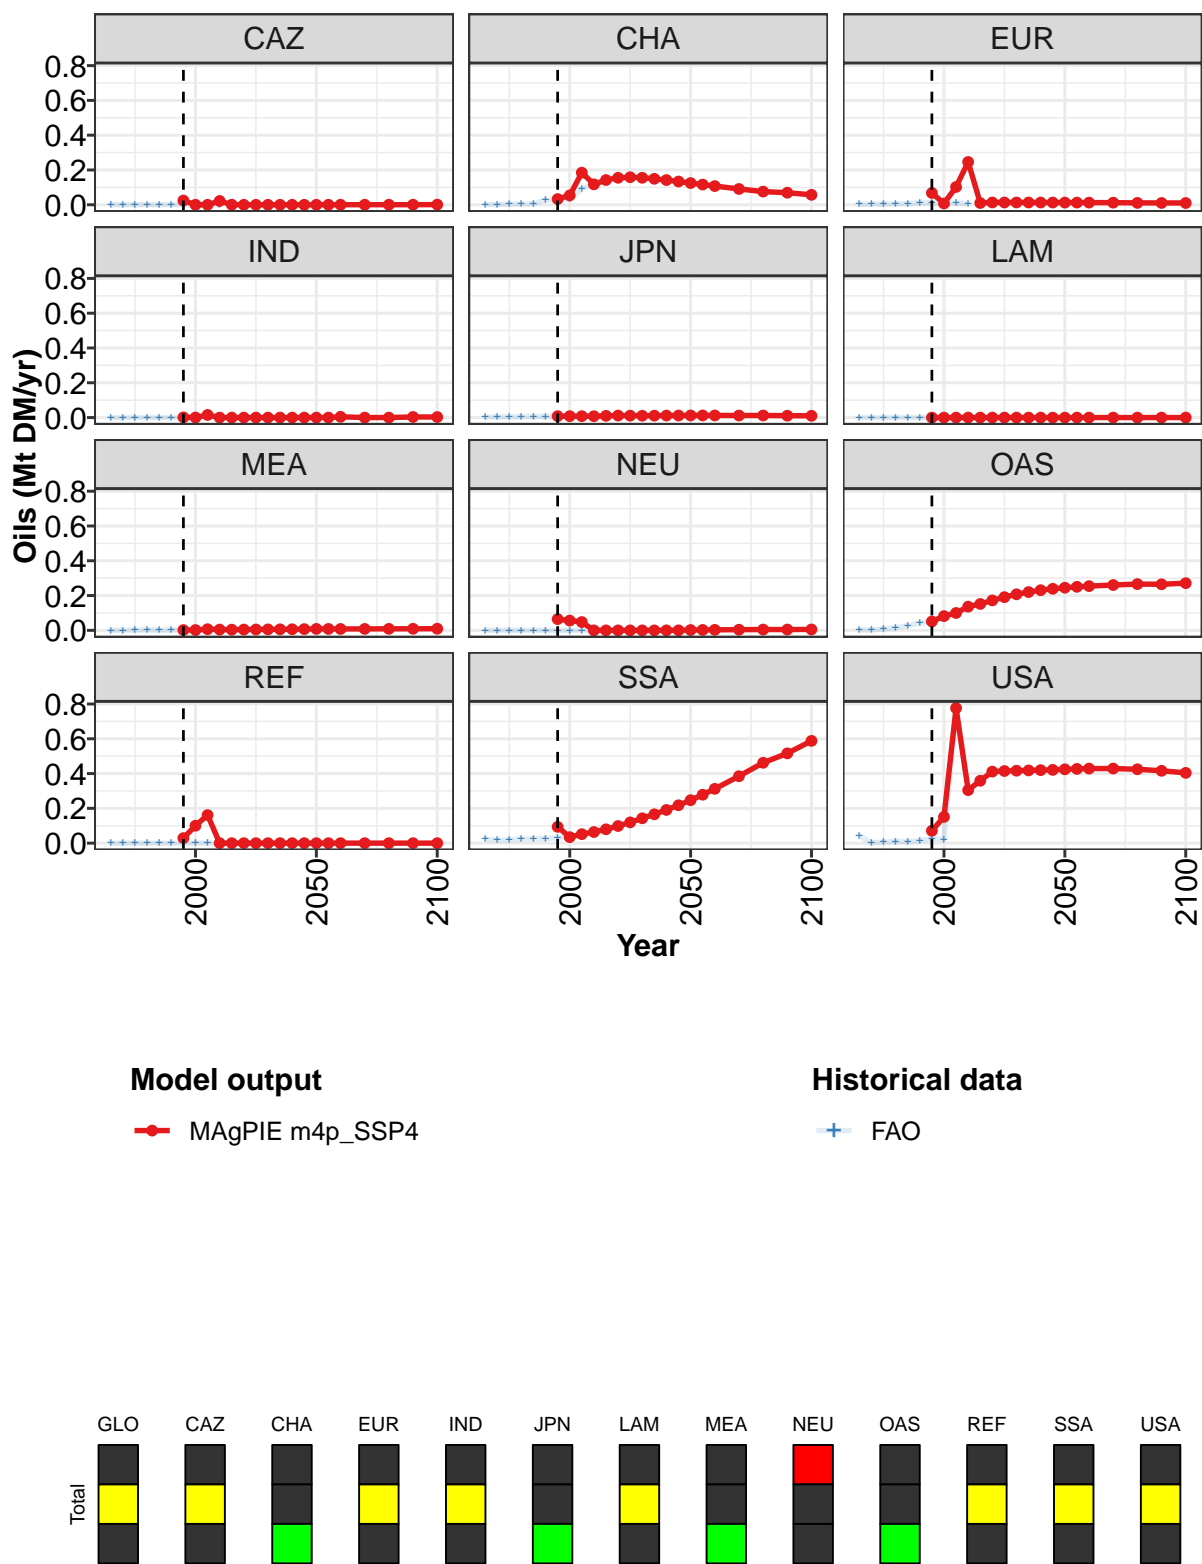 CAZ CHA EUR
0.8
0.6
0.4
0.2
0.0
IND JPN LAM
0.8
0.6
0.4
0.2
0.0
MEA NEU OAS
0.8
0.6
0.4
0.2
0.0
REF SSA USA
0.8
0.6
0.4
0.2
0.0
Oils (Mt DM/yr)
2000 2050 2100 2000 2050 2100 2000 2050 2100
Year
Model output Historical data
MAgPIE m4p_SSP4 FAO
GLO CAZ CHA EUR IND JPN LAM MEA NEU OAS REF SSA USA
Total